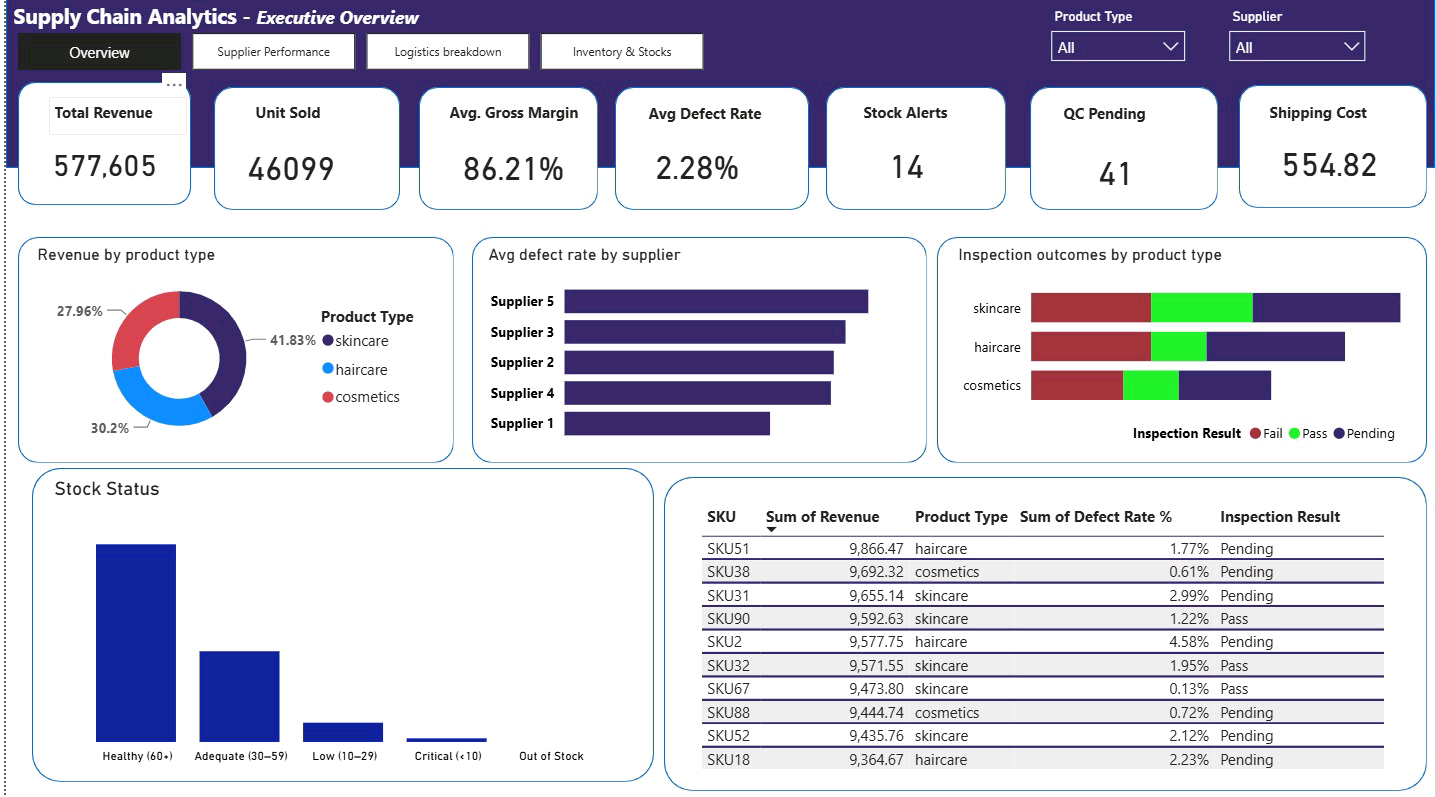 Supply Chain Analytics - Executive Overview
Product Type
Supplier
Overview
Supplier Performance
Logistics breakdown
Inventory & Stocks
All
All
...
Total Revenue
577,605
Unit Sold
46099
Avg. Gross Margin
86.21%
Avg Defect Rate
2.28%
Stock Alerts
14
QC Pending
41
Shipping Cost
554.82
Revenue by product type
27.96%
41.83%
30.2%
Product Type
skincare
haircare
cosmetics
Avg defect rate by supplier
Supplier 5
Supplier 3
Supplier 2
Supplier 4
Supplier 1
Inspection outcomes by product type
skincare
haircare
cosmetics
Inspection Result Fail Pass Pending
Stock Status
Healthy (60+) Adequate (30–59) Low (10–29) Critical (<10) Out of Stock
SKU Sum of Revenue Product Type Sum of Defect Rate % Inspection Result
SKU51 9,866.47 haircare 1.77% Pending
SKU38 9,692.32 cosmetics 0.61% Pending
SKU31 9,655.14 skincare 2.99% Pending
SKU90 9,592.63 skincare 1.22% Pass
SKU2 9,577.75 haircare 4.58% Pending
SKU32 9,571.55 skincare 1.95% Pass
SKU67 9,473.80 skincare 0.13% Pass
SKU88 9,444.74 cosmetics 0.72% Pending
SKU52 9,435.76 skincare 2.12% Pending
SKU18 9,364.67 haircare 2.23% Pending